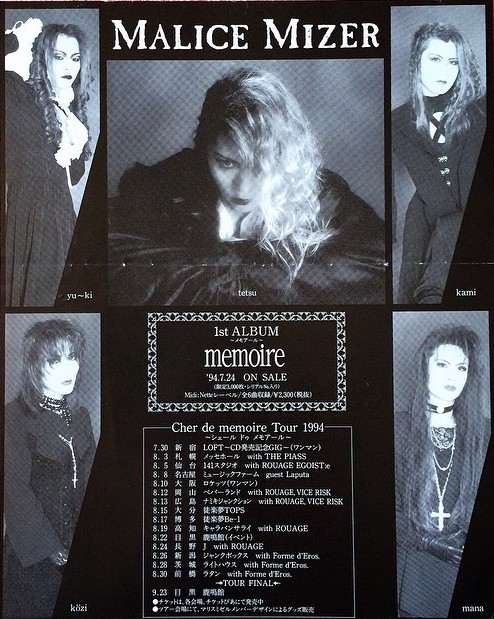 MALICE MIZER
yu～ki
tetsu
kami
1st ALBUM
～メモアール～
memoire
'94.7.24 ON SALE
(限定3,000枚・シリアルNo.入り)
Midi:Netteレーベル/全6曲収録/¥2,300(税抜)
Cher de memoire Tour 1994
～シェール ドゥ メモアール～
7.30 新 宿 LOFT～CD発売記念GIG～(ワンマン)
8. 3 札 幌 メッセホール with THE PIASS
8. 5 仙 台 141スタジオ with ROUAGE EGOIST:e
8. 8 名古屋 ミュージックファーム guest Laputa
8.10 大 阪 ロケッツ(ワンマン)
8.12 岡 山 ペパーランド with ROUAGE, VICE RISK
8.13 広 島 ナミキジャンクション with ROUAGE, VICE RISK
8.15 大 分 徒楽夢TOPS
8.17 博 多 徒楽夢Be-1
8.19 高 知 キャラバンサライ with ROUAGE
8.22 目 黒 鹿鳴館(イベント)
8.24 長 野 J with ROUAGE
8.26 新 潟 ジャンクボックス with Forme d'Eros.
8.28 茨 城 ライトハウス with Forme d'Eros.
8.30 前 橋 ラタン with Forme d'Eros.
TOUR FINAL
9.23 目 黒 鹿鳴館
●チケットは、各会場、チケットぴあにて発売中
●ツアー会場にて、マリスミゼルメンバーデザインによるグッズ販売
közi
mana